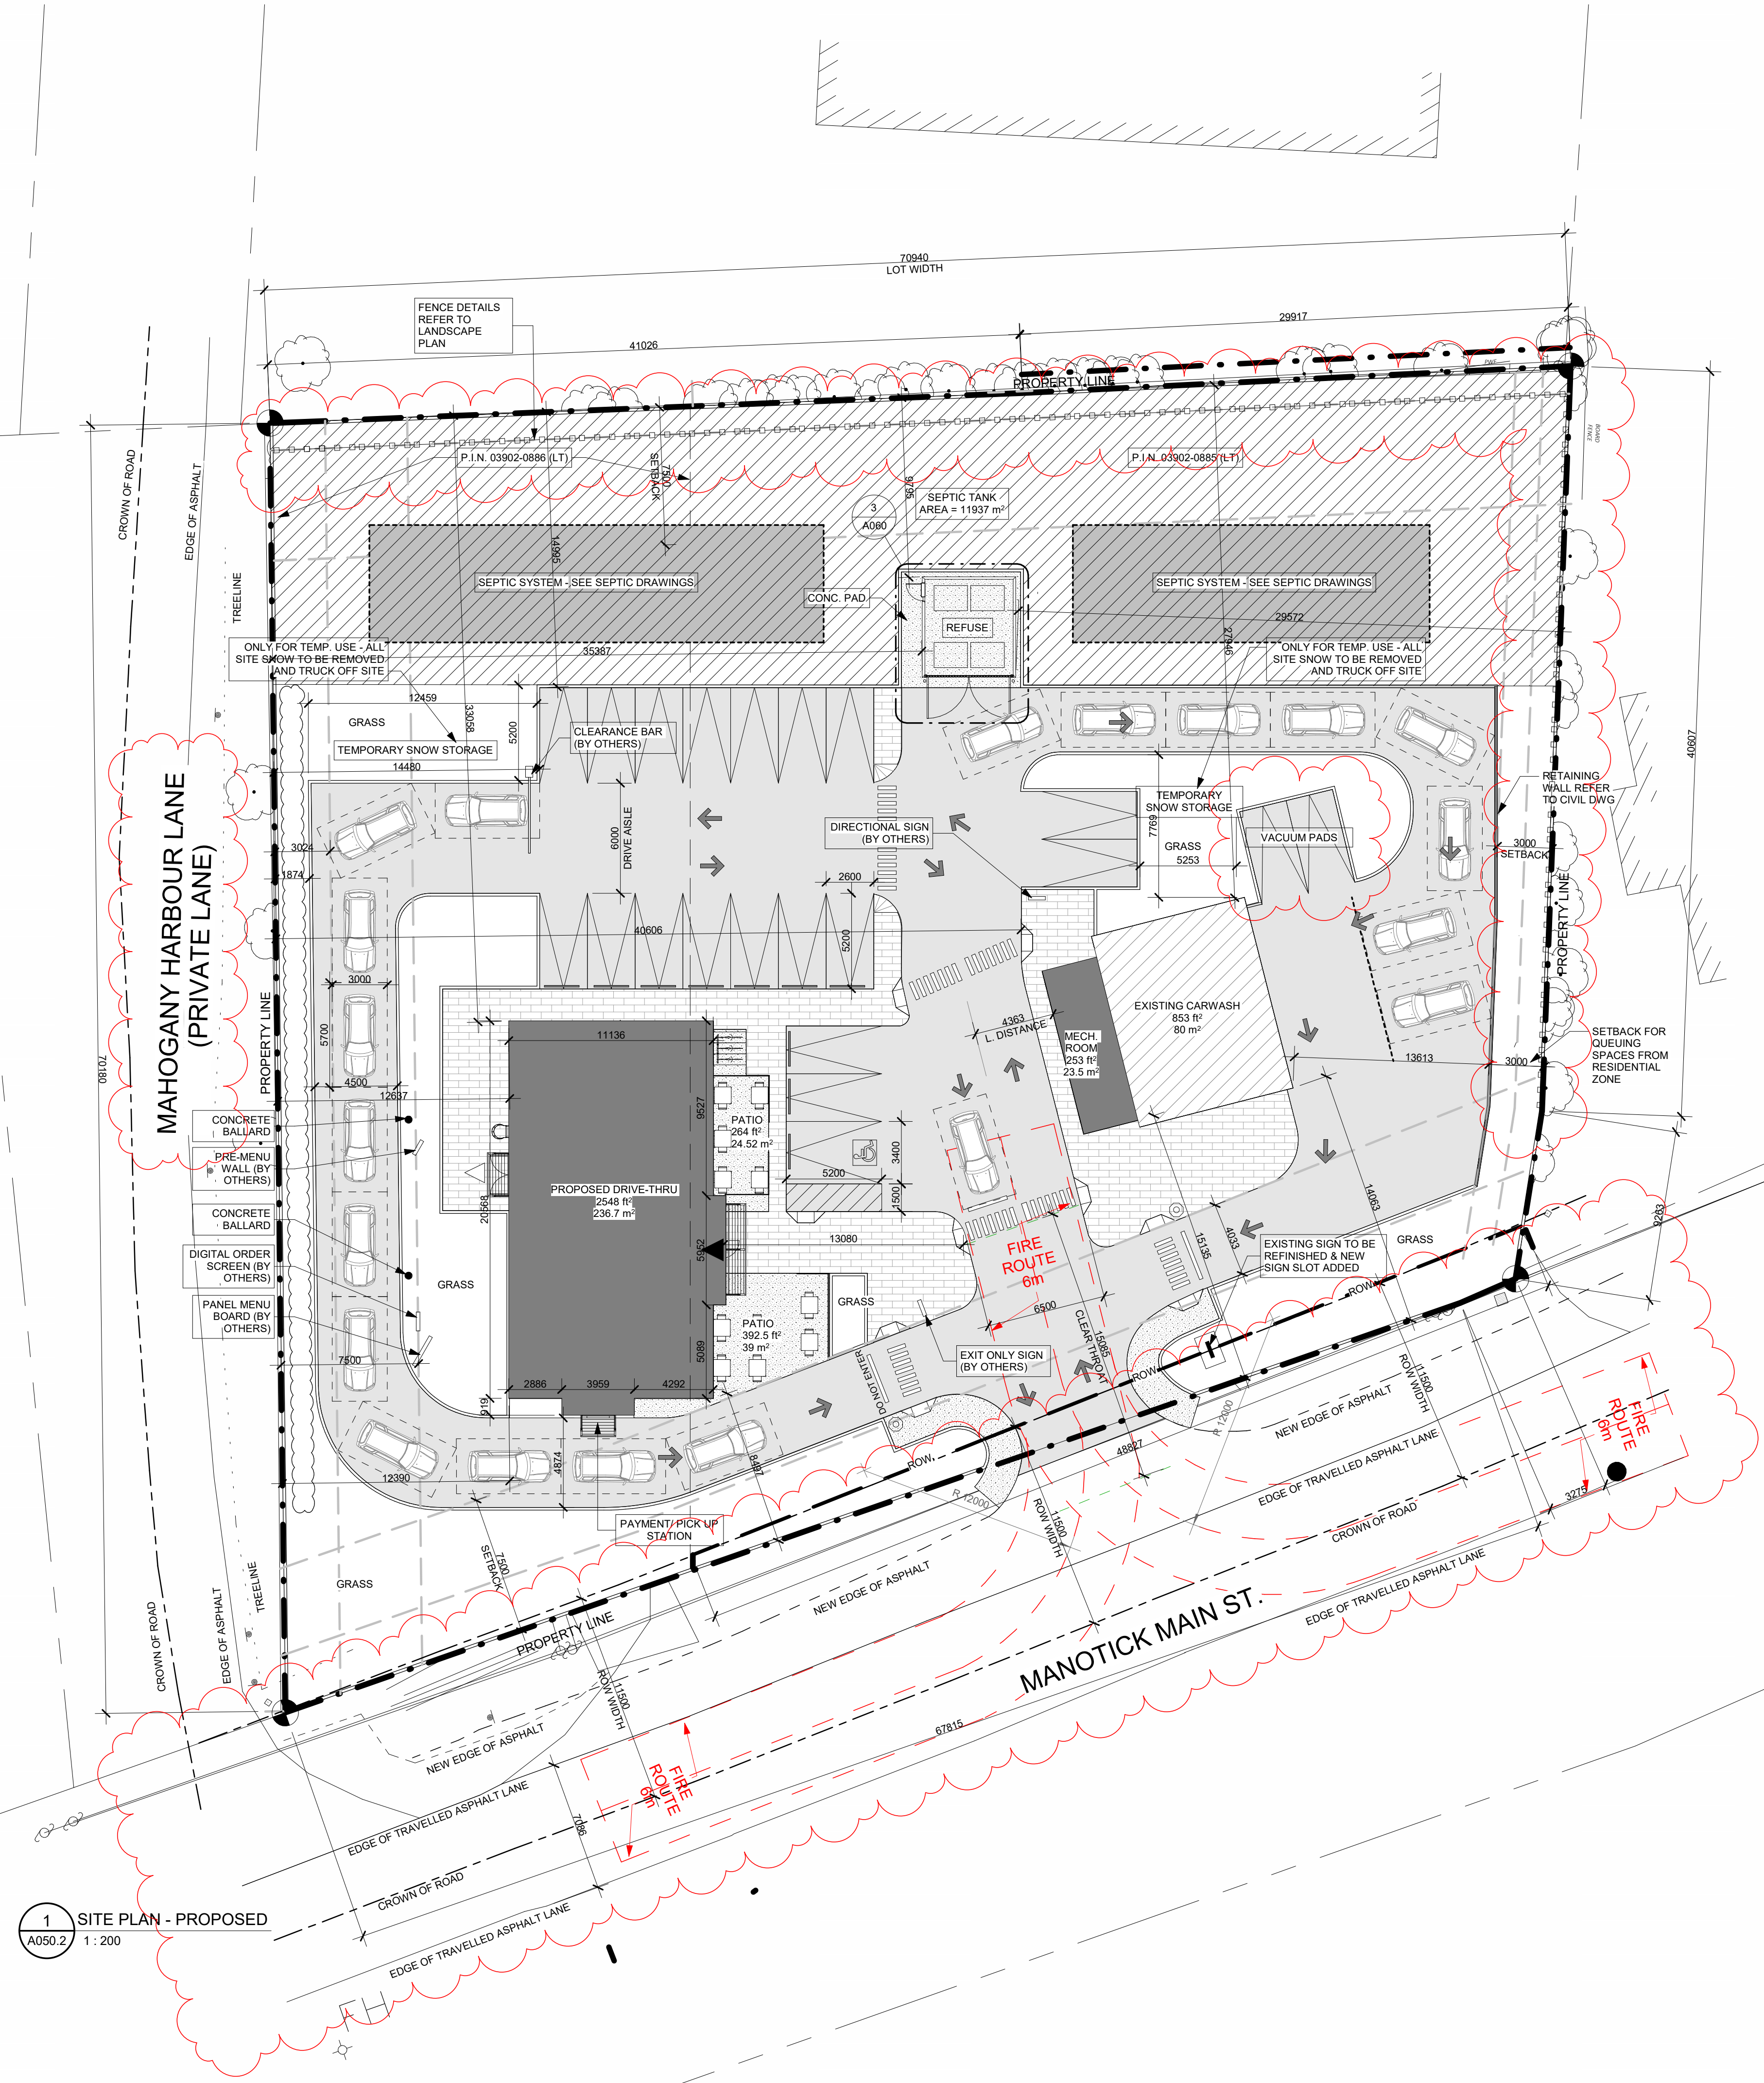 70940
LOT WIDTH
29917
41026
FENCE DETAILS
REFER TO
LANDSCAPE
PLAN
PROPERTY LINE
PWF
BOARD
FENCE
CROWN OF ROAD
EDGE OF ASPHALT
P.I.N. 03902-0886 (LT)
P.I.N. 03902-0885 (LT)
7500
SETBACK
9795
SEPTIC TANK
AREA = 11937 m²
3
A060
14995
SEPTIC SYSTEM - SEE SEPTIC DRAWINGS
SEPTIC SYSTEM - SEE SEPTIC DRAWINGS
TREELINE
CONC. PAD
REFUSE
29572
27946
ONLY FOR TEMP. USE - ALL
SITE SNOW TO BE REMOVED
AND TRUCK OFF SITE
35387
ONLY FOR TEMP. USE - ALL
SITE SNOW TO BE REMOVED
AND TRUCK OFF SITE
12459
33058
GRASS
5200
TEMPORARY SNOW STORAGE
14480
CLEARANCE BAR
(BY OTHERS)
40607
RETAINING
WALL REFER
TO CIVIL DWG
TEMPORARY
SNOW STORAGE
7769
GRASS
5253
VACUUM PADS
DIRECTIONAL SIGN
(BY OTHERS)
6000
DRIVE AISLE
3024
1874
2600
3000
SETBACK
MAHOGANY HARBOUR LANE
(PRIVATE LANE)
PROPERTY LINE
PROPERTY LINE
40606
5200
3000
5700
EXISTING CARWASH
853 ft²
80 m²
4363
L. DISTANCE
MECH.
ROOM
253 ft²
23.5 m²
11136
13613
3000
SETBACK FOR
QUEUING
SPACES FROM
RESIDENTIAL
ZONE
70180
4500
12637
9527
CONCRETE
BALLARD
PRE-MENU
WALL (BY
OTHERS)
PATIO
264 ft²
24.52 m²
3400
5200
1500
PROPOSED DRIVE-THRU
2548 ft²
236.7 m²
20568
14063
9263
CONCRETE
BALLARD
DIGITAL ORDER
SCREEN (BY
OTHERS)
PANEL MENU
BOARD (BY
OTHERS)
GRASS
5952
13080
FIRE
ROUTE
6m
15135
4033
EXISTING SIGN TO BE
REFINISHED & NEW
SIGN SLOT ADDED
GRASS
ROW
GRASS
PATIO
392.5 ft²
39 m²
6500
15085
CLEAR THROAT
5089
7500
EXIT ONLY SIGN
(BY OTHERS)
DO NOT ENTER
ROW
11500
ROW WIDTH
2886
3959
4292
919
R 12000
NEW EDGE OF ASPHALT
FIRE
ROUTE
6m
48827
EDGE OF TRAVELLED ASPHALT LANE
12390
4874
8497
ROW
R 12000
3275
PAYMENT/ PICK UP
STATION
11500
ROW WIDTH
CROWN OF ROAD
7500
SETBACK
GRASS
TREELINE
EDGE OF ASPHALT
CROWN OF ROAD
NEW EDGE OF ASPHALT
EDGE OF TRAVELLED ASPHALT LANE
PROPERTY LINE
MANOTICK MAIN ST.
11500
ROW WIDTH
67815
NEW EDGE OF ASPHALT
FIRE
ROUTE
6m
EDGE OF TRAVELLED ASPHALT LANE
7086
CROWN OF ROAD
EDGE OF TRAVELLED ASPHALT LANE
1
A050.2
SITE PLAN - PROPOSED
1 : 200
FH